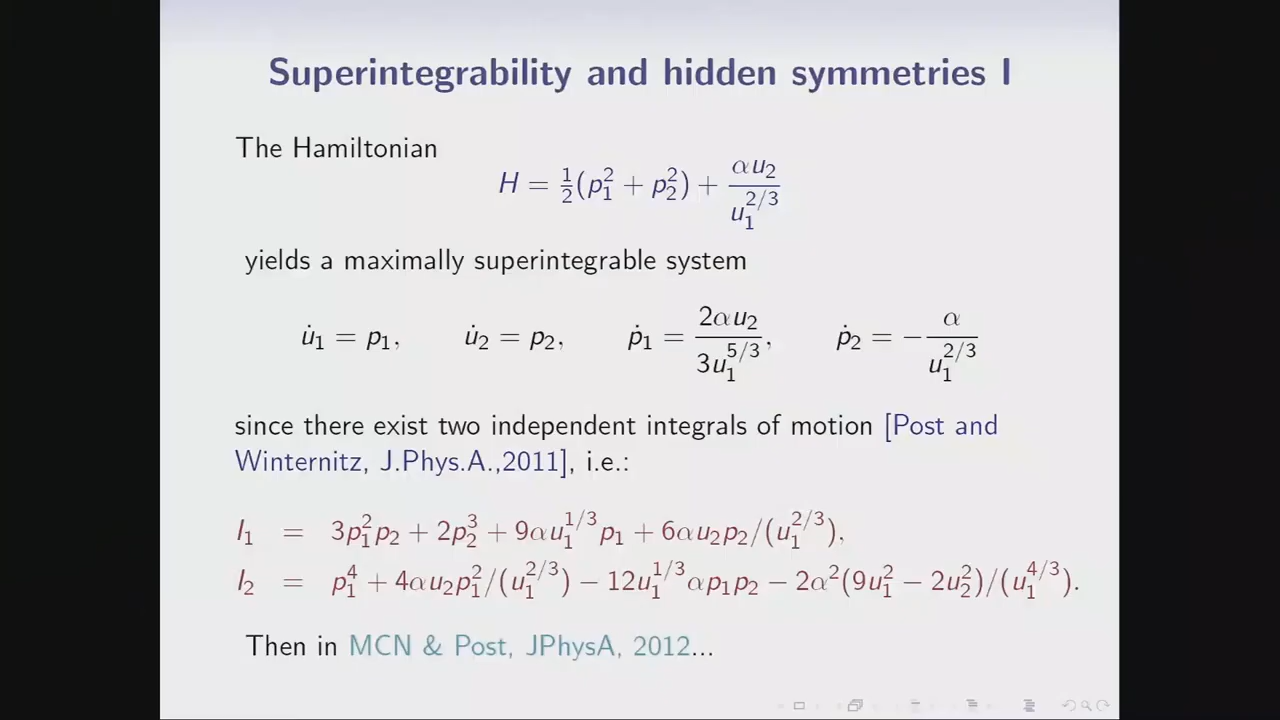 Superintegrability and hidden symmetries I
The Hamiltonian
H = ½(p₁² + p₂²) + αu₂ / u₁^{2/3}
yields a maximally superintegrable system
u̇₁ = p₁, u̇₂ = p₂, ṗ₁ = 2αu₂ / 3u₁^{5/3}, ṗ₂ = − α / u₁^{2/3}
since there exist two independent integrals of motion [Post and
Winternitz, J.Phys.A.,2011], i.e.:
I₁ = 3p₁²p₂ + 2p₂³ + 9αu₁^{1/3}p₁ + 6αu₂p₂/(u₁^{2/3}),
I₂ = p₁⁴ + 4αu₂p₁²/(u₁^{2/3}) − 12u₁^{1/3}αp₁p₂ − 2α²(9u₁² − 2u₂²)/(u₁^{4/3}).
Then in MCN & Post, JPhysA, 2012...